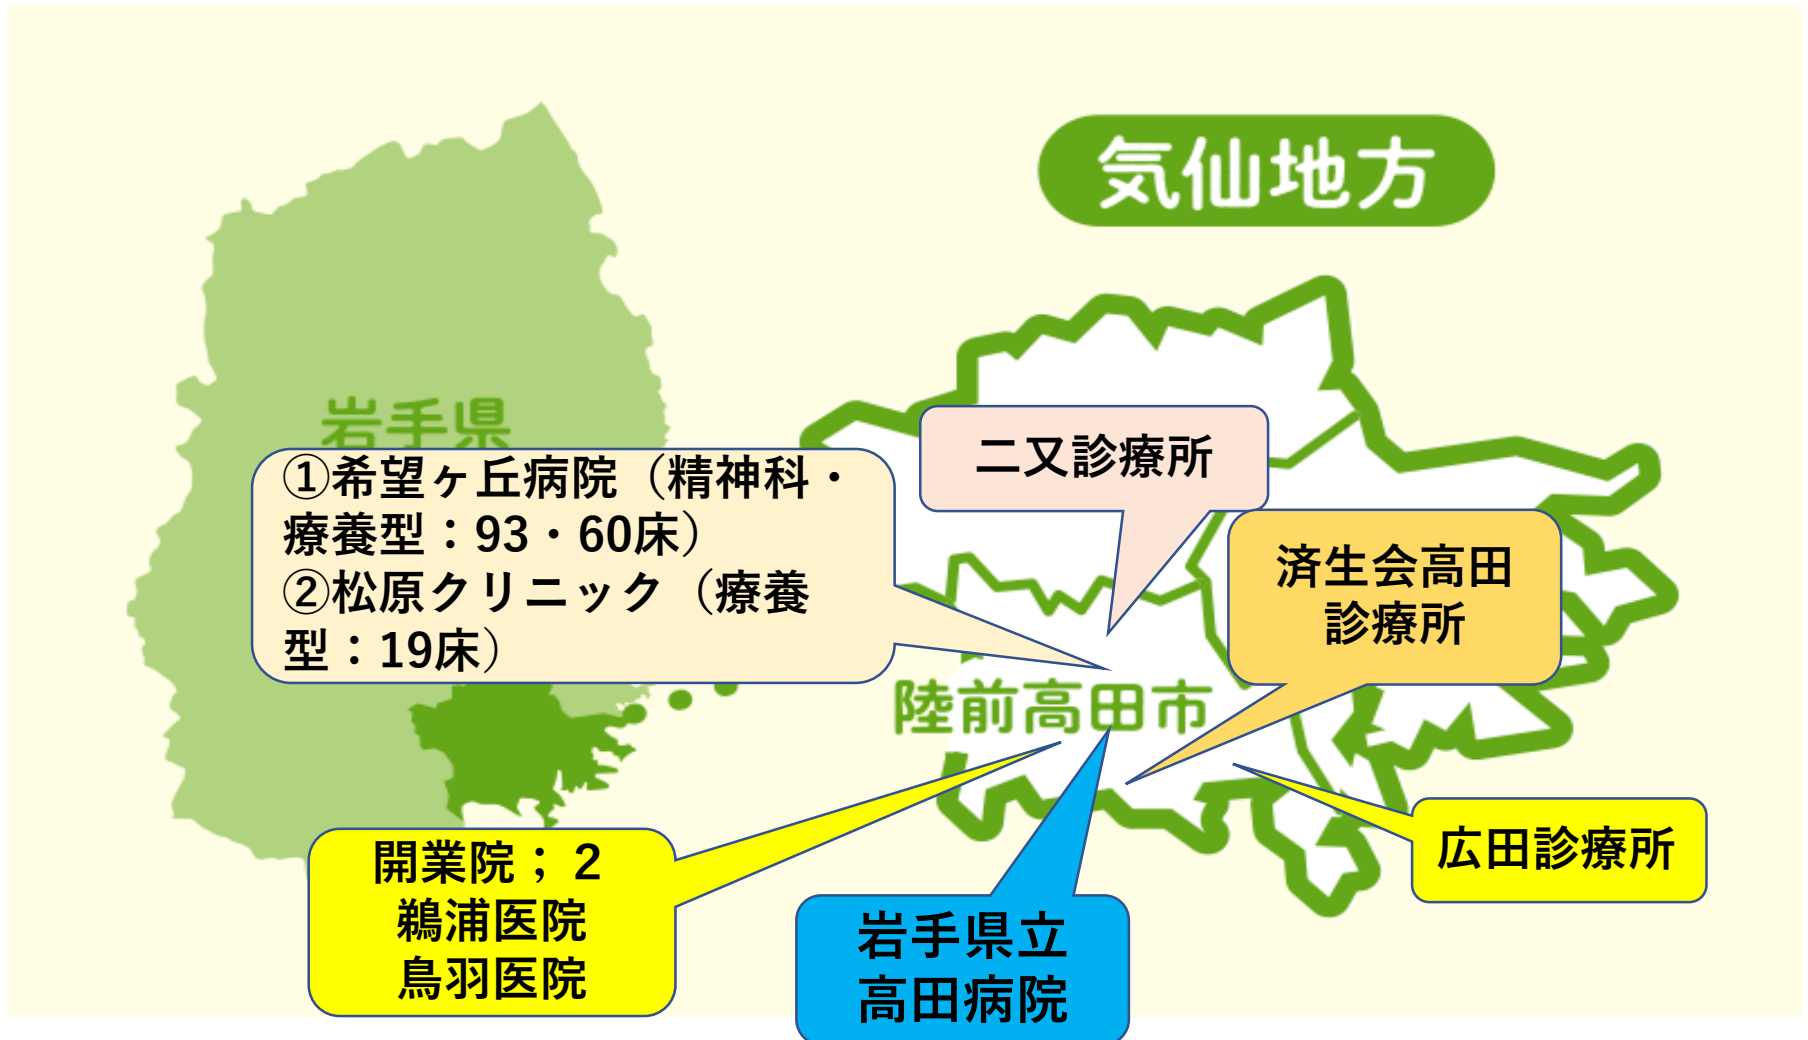 気仙地方
岩手県
①希望ヶ丘病院（精神科・
療養型：93・60床）
②松原クリニック（療養
型：19床）
二又診療所
済生会高田
診療所
陸前高田市
開業院；２
鵜浦医院
鳥羽医院
岩手県立
高田病院
広田診療所